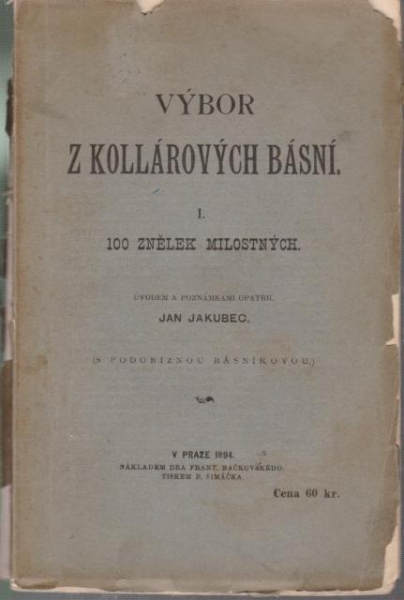 VÝBOR
Z KOLLÁROVÝCH BÁSNÍ.
I.
100 ZNĚLEK MILOSTNÝCH.
ÚVODEM A POZNÁMKAMI OPATŘIL
JAN JAKUBEC.
(S PODOBIZNOU BÁSNÍKOVOU.)
V PRAZE 1894.
NÁKLADEM DRA FRANT. BAČKOVSKÉHO.
TISKEM F. ŠIMÁČKA.
Cena 60 kr.